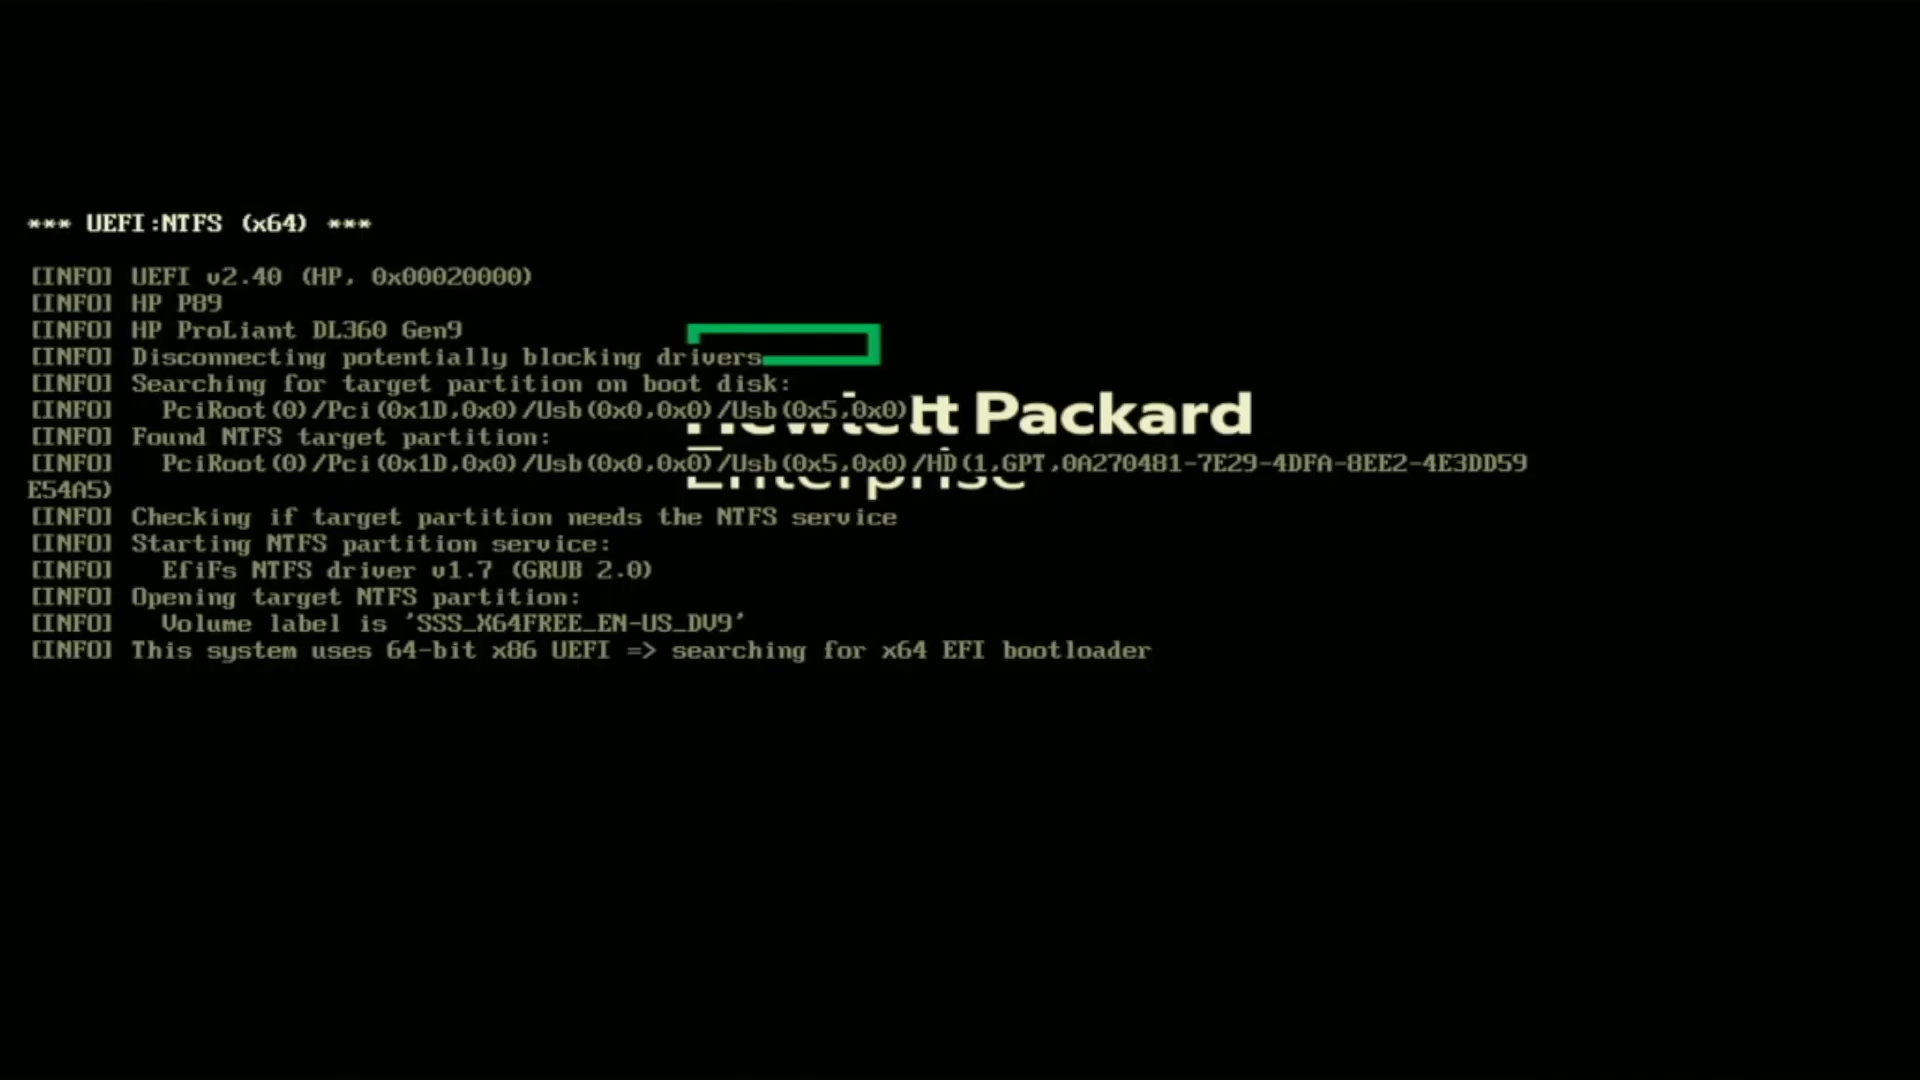 *** UEFI:NTFS (x64) ***
[INFO] UEFI v2.40 (HP, 0x00020000)
[INFO] HP P89
[INFO] HP ProLiant DL360 Gen9
[INFO] Disconnecting potentially blocking drivers
[INFO] Searching for target partition on boot disk:
[INFO]   PciRoot(0)/Pci(0x1D,0x0)/Usb(0x0,0x0)/Usb(0x5,0x0)
Hewlett Packard
[INFO] Found NTFS target partition:
[INFO]   PciRoot(0)/Pci(0x1D,0x0)/Usb(0x0,0x0)/Usb(0x5,0x0)/HD(1,GPT,0A270481-7E29-4DFA-8EE2-4E3DD59
E54A5)
Enterprise
[INFO] Checking if target partition needs the NTFS service
[INFO] Starting NTFS partition service:
[INFO]   EfiFs NTFS driver v1.7 (GRUB 2.0)
[INFO] Opening target NTFS partition:
[INFO]   Volume label is 'SSS_X64FREE_EN-US_DV9'
[INFO] This system uses 64-bit x86 UEFI => searching for x64 EFI bootloader